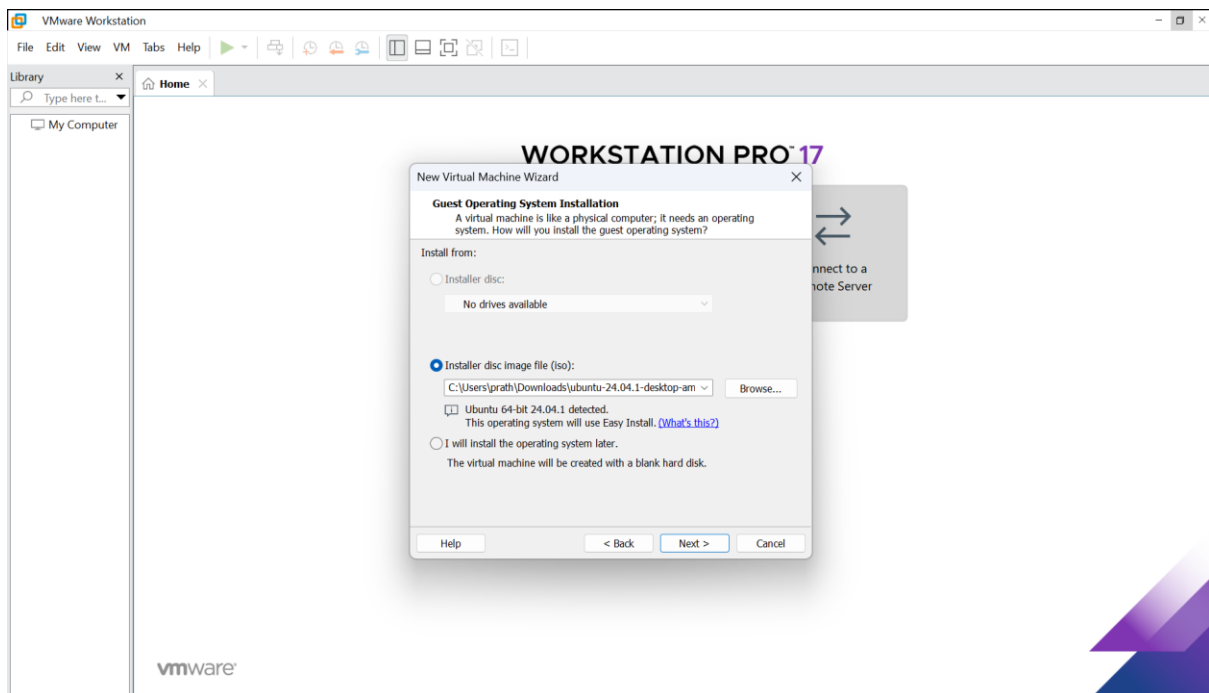 VMware Workstation
File Edit View VM Tabs Help
Library
Type here t...
Home
My Computer
WORKSTATION PRO™ 17
New Virtual Machine Wizard
Guest Operating System Installation
A virtual machine is like a physical computer; it needs an operating
system. How will you install the guest operating system?
Install from:
Installer disc:
No drives available
Installer disc image file (iso):
C:\Users\prath\Downloads\ubuntu-24.04.1-desktop-am
Browse...
Ubuntu 64-bit 24.04.1 detected.
This operating system will use Easy Install. (What's this?)
I will install the operating system later.
The virtual machine will be created with a blank hard disk.
Help
< Back
Next >
Cancel
nnect to a
note Server
vmware